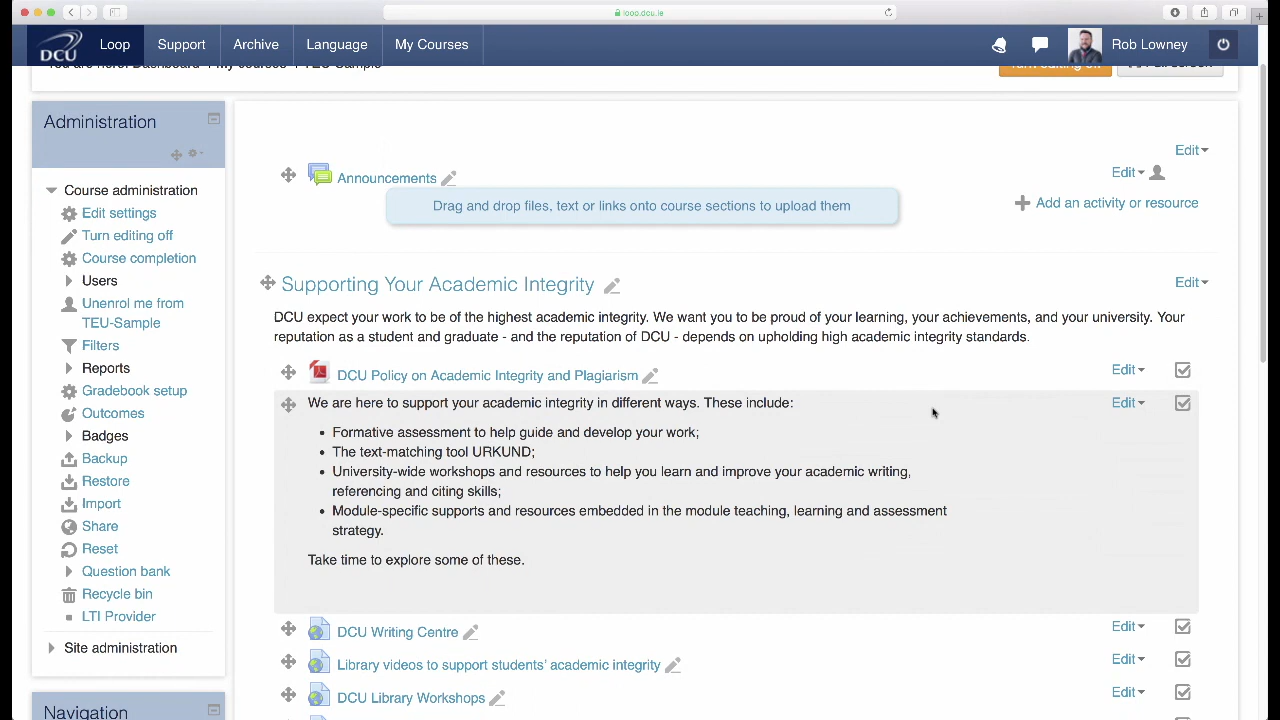 loop.dcu.ie
DCU Loop Support Archive Language My Courses Rob Lowney
You are here: Dashboard My courses TEU-Sample
Administration
Course administration
Edit settings
Turn editing off
Course completion
Users
Unenrol me from
TEU-Sample
Filters
Reports
Gradebook setup
Outcomes
Badges
Backup
Restore
Import
Share
Reset
Question bank
Recycle bin
LTI Provider
Site administration
Navigation
Edit
Announcements Edit
Drag and drop files, text or links onto course sections to upload them
Add an activity or resource
Supporting Your Academic Integrity Edit
DCU expect your work to be of the highest academic integrity. We want you to be proud of your learning, your achievements, and your university. Your
reputation as a student and graduate - and the reputation of DCU - depends on upholding high academic integrity standards.
DCU Policy on Academic Integrity and Plagiarism Edit
We are here to support your academic integrity in different ways. These include: Edit
• Formative assessment to help guide and develop your work;
• The text-matching tool URKUND;
• University-wide workshops and resources to help you learn and improve your academic writing,
referencing and citing skills;
• Module-specific supports and resources embedded in the module teaching, learning and assessment
strategy.
Take time to explore some of these.
DCU Writing Centre Edit
Library videos to support students' academic integrity Edit
DCU Library Workshops Edit